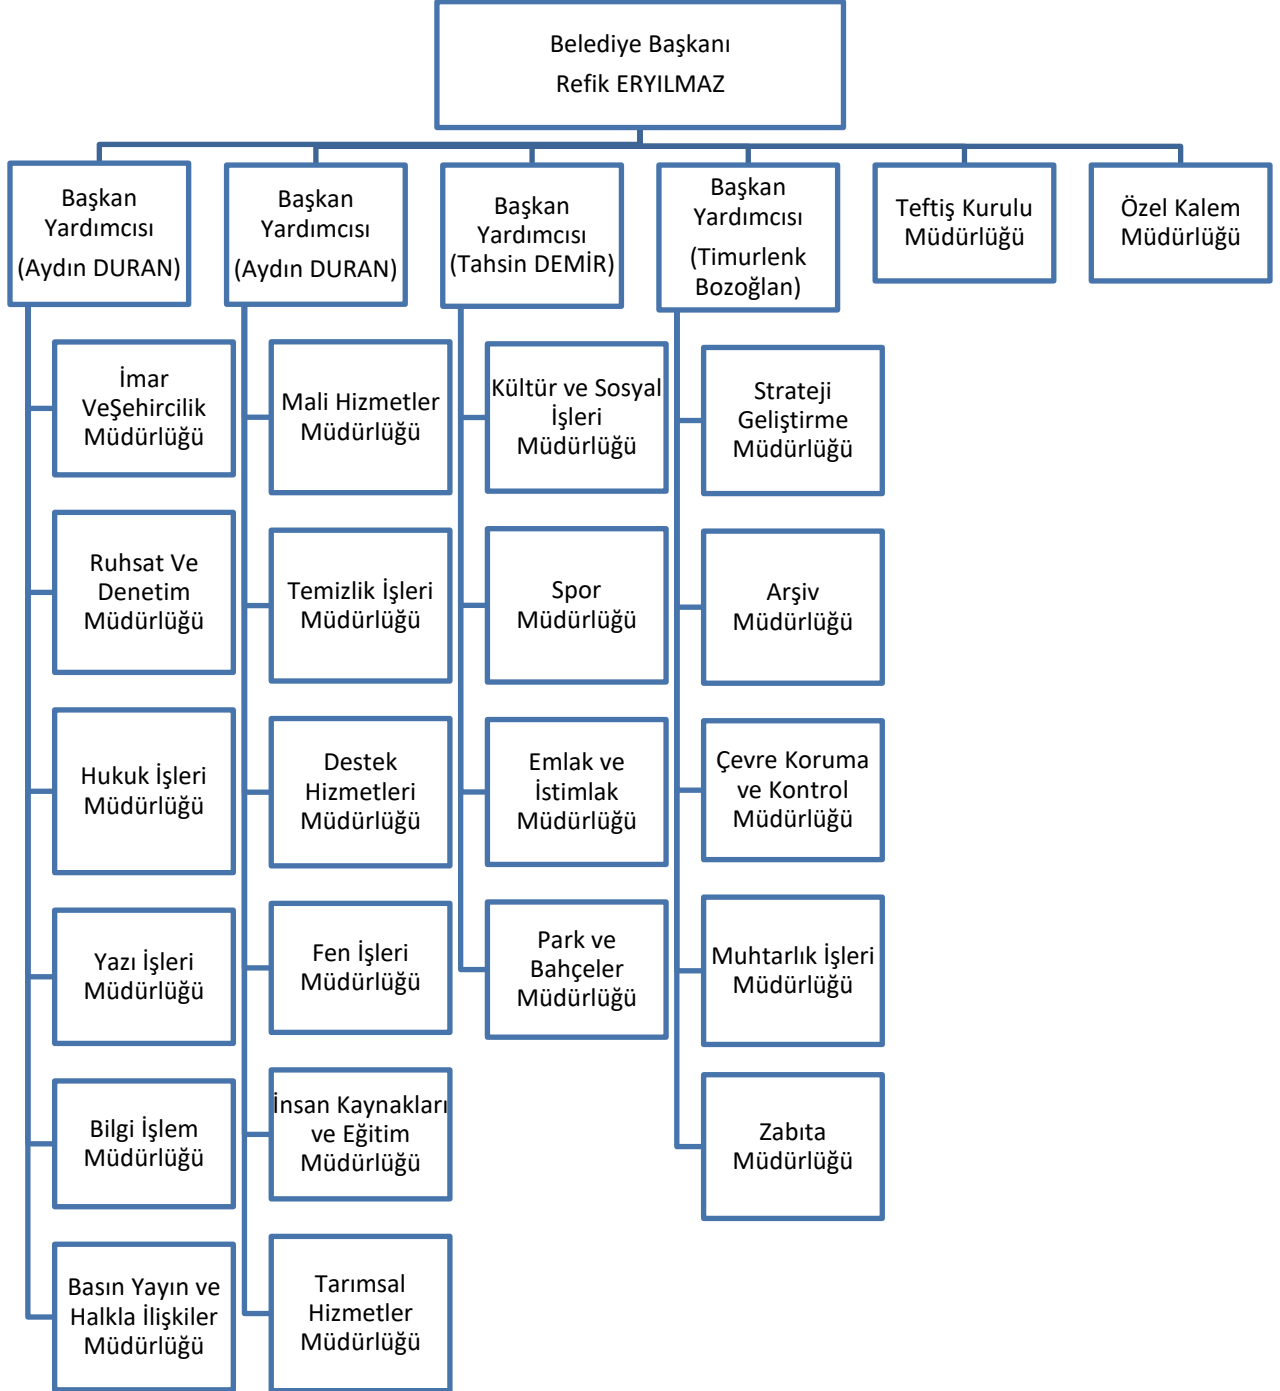 Belediye Başkanı
Refik ERYILMAZ
Başkan
Yardımcısı
(Aydın DURAN)
Başkan
Yardımcısı
(Aydın DURAN)
Başkan
Yardımcısı
(Tahsin DEMİR)
Başkan
Yardımcısı
(Timurlenk
Bozoğlan)
Teftiş Kurulu
Müdürlüğü
Özel Kalem
Müdürlüğü
İmar
VeŞehircilik
Müdürlüğü
Ruhsat Ve
Denetim
Müdürlüğü
Hukuk İşleri
Müdürlüğü
Yazı İşleri
Müdürlüğü
Bilgi İşlem
Müdürlüğü
Basın Yayın ve
Halkla İlişkiler
Müdürlüğü
Mali Hizmetler
Müdürlüğü
Temizlik İşleri
Müdürlüğü
Destek
Hizmetleri
Müdürlüğü
Fen İşleri
Müdürlüğü
İnsan Kaynakları
ve Eğitim
Müdürlüğü
Tarımsal
Hizmetler
Müdürlüğü
Kültür ve Sosyal
İşleri
Müdürlüğü
Spor
Müdürlüğü
Emlak ve
İstimlak
Müdürlüğü
Park ve
Bahçeler
Müdürlüğü
Strateji
Geliştirme
Müdürlüğü
Arşiv
Müdürlüğü
Çevre Koruma
ve Kontrol
Müdürlüğü
Muhtarlık İşleri
Müdürlüğü
Zabıta
Müdürlüğü